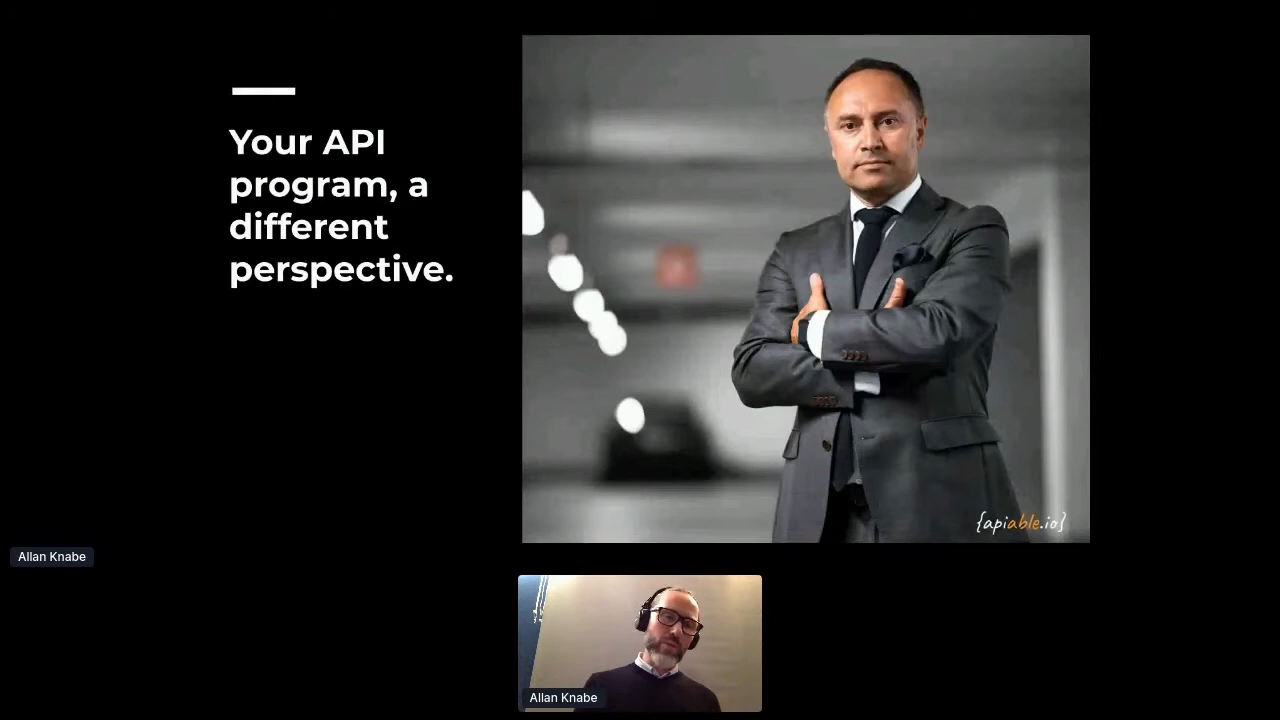 Your API
program, a
different
perspective.
{apiable.io}
Allan Knabe
Allan Knabe